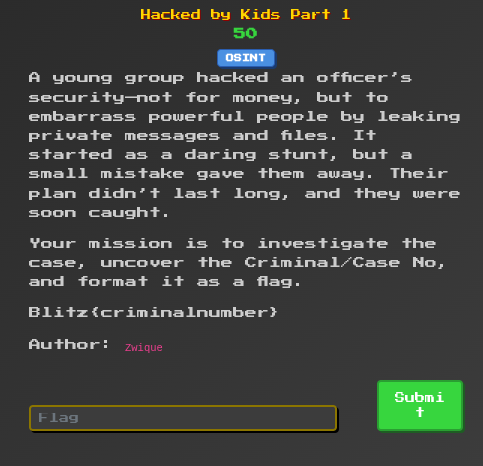 Hacked by Kids Part 1
50
OSINT
A young group hacked an officer's
security—not for money, but to
embarrass powerful people by leaking
private messages and files. It
started as a daring stunt, but a
small mistake gave them away. Their
plan didn't last long, and they were
soon caught.
Your mission is to investigate the
case, uncover the Criminal/Case No,
and format it as a flag.
Blitz{criminalnumber}
Author: Zwique
Flag
Submi
t